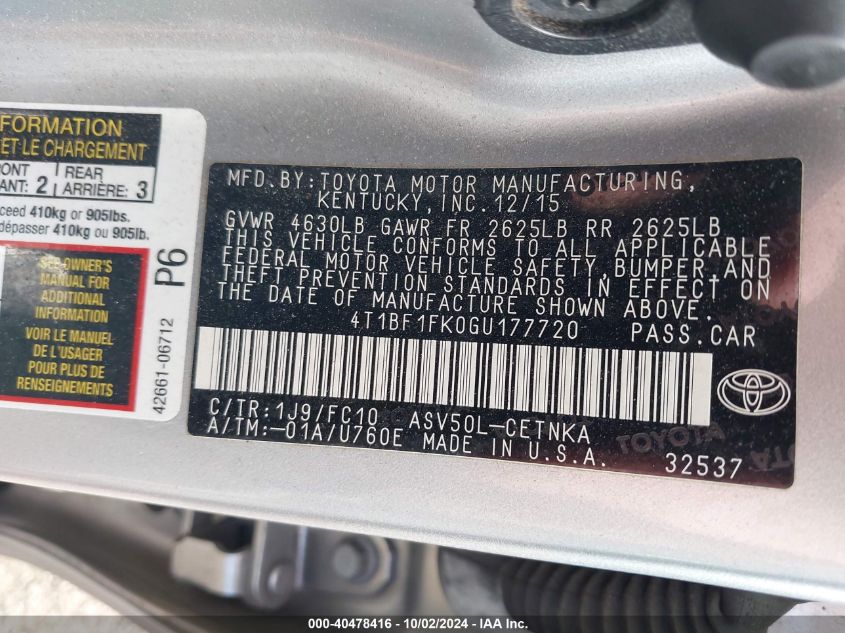 FORMATION
ET LE CHARGEMENT
REAR
ANT: 2 ARRIÈRE: 3
410kg or 905lbs.
dépasser 410kg ou 905lb.
SEE OWNER'S
MANUAL FOR
ADDITIONAL
INFORMATION
VOIR LE MANUEL
DE L'USAGER
POUR PLUS DE
RENSEIGNEMENTS
P6
42661-06712
MFD.BY:TOYOTA MOTOR MANUFACTURING,
KENTUCKY,INC.12/15
GVWR 4630LB GAWR FR 2625LB RR 2625LB
THIS VEHICLE CONFORMS TO ALL APPLICABLE
FEDERAL MOTOR VEHICLE SAFETY,BUMPER,AND
THEFT PREVENTION STANDARDS IN EFFECT ON
THE DATE OF MANUFACTURE SHOWN ABOVE.
4T1BF1FK0GU177720 PASS.CAR
C/TR:1J9/FC10 ASV50L-CETNKA
A/TM:-01A/U760E MADE IN U.S.A.
TOYOTA
32537
000-40478416 - 10/02/2024 - IAAI.com